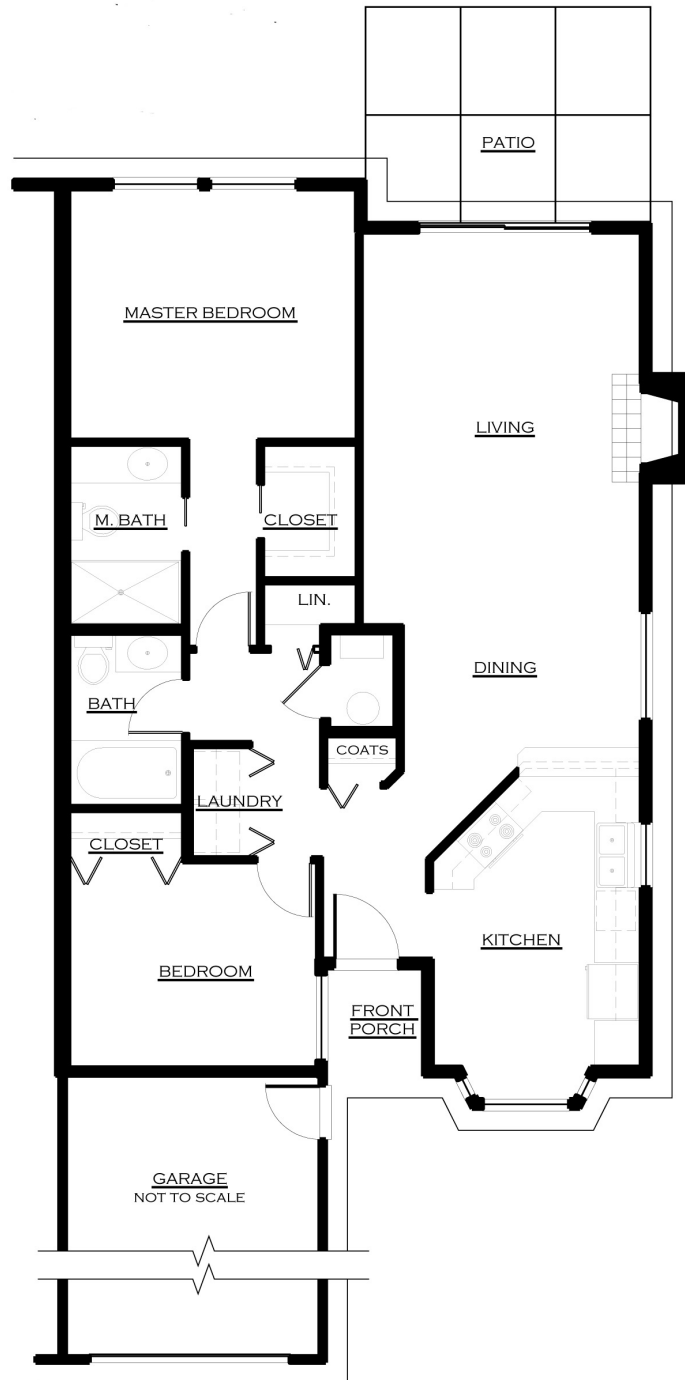 PATIO
MASTER BEDROOM
LIVING
M. BATH
CLOSET
LIN.
DINING
BATH
COATS
LAUNDRY
CLOSET
KITCHEN
BEDROOM
FRONT
PORCH
GARAGE
NOT TO SCALE